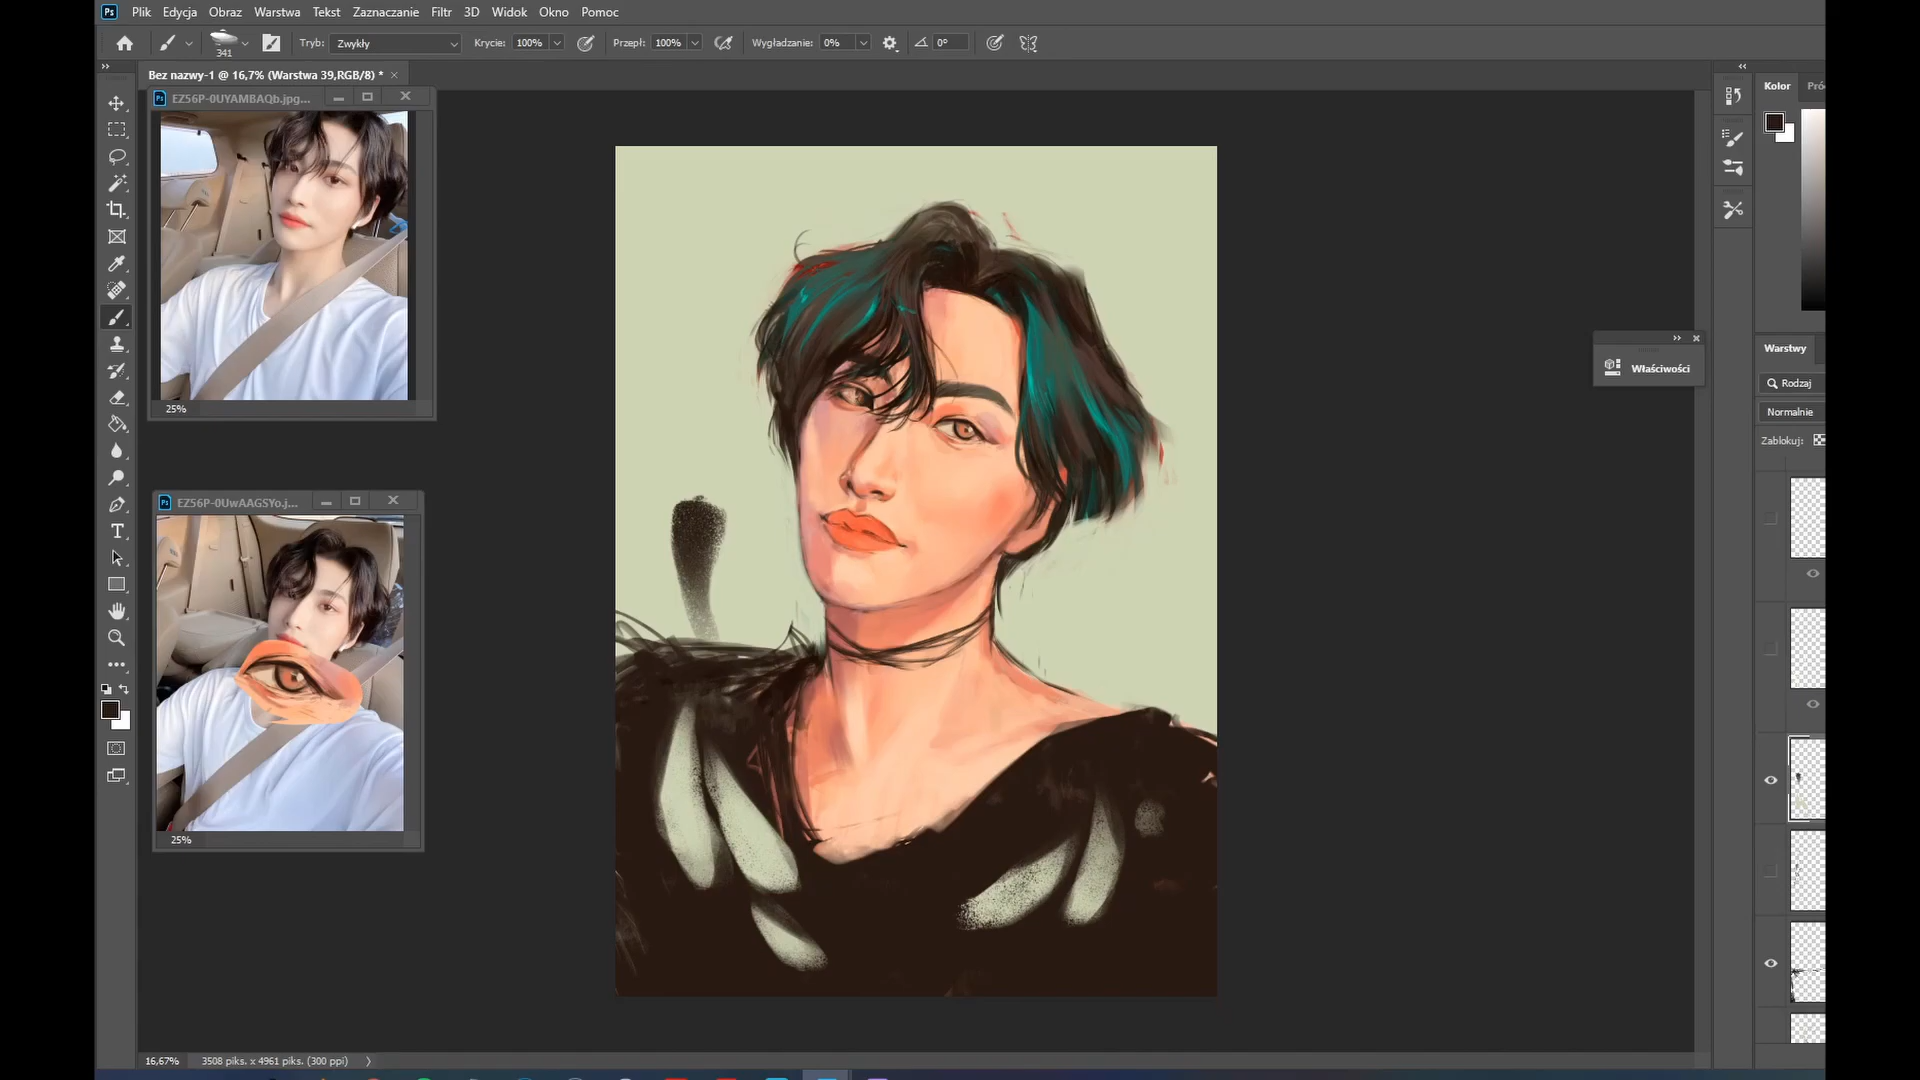 Ps Plik Edycja Obraz Warstwa Tekst Zaznaczanie Filtr 3D Widok Okno Pomoc
341 Tryb: Zwykły Krycie: 100% Przepł: 100% Wygładzanie: 0% 0°
Bez nazwy-1 @ 16,7% (Warstwa 39,RGB/8) *
EZ56P-0UYAMBAQb.jpg...
25%
EZ56P-0UwAAGSYo.j...
25%
Kolor Pró
Właściwości
Warstwy
Rodzaj
Normalnie
Zablokuj:
16,67% 3508 piks. x 4961 piks. (300 ppi)